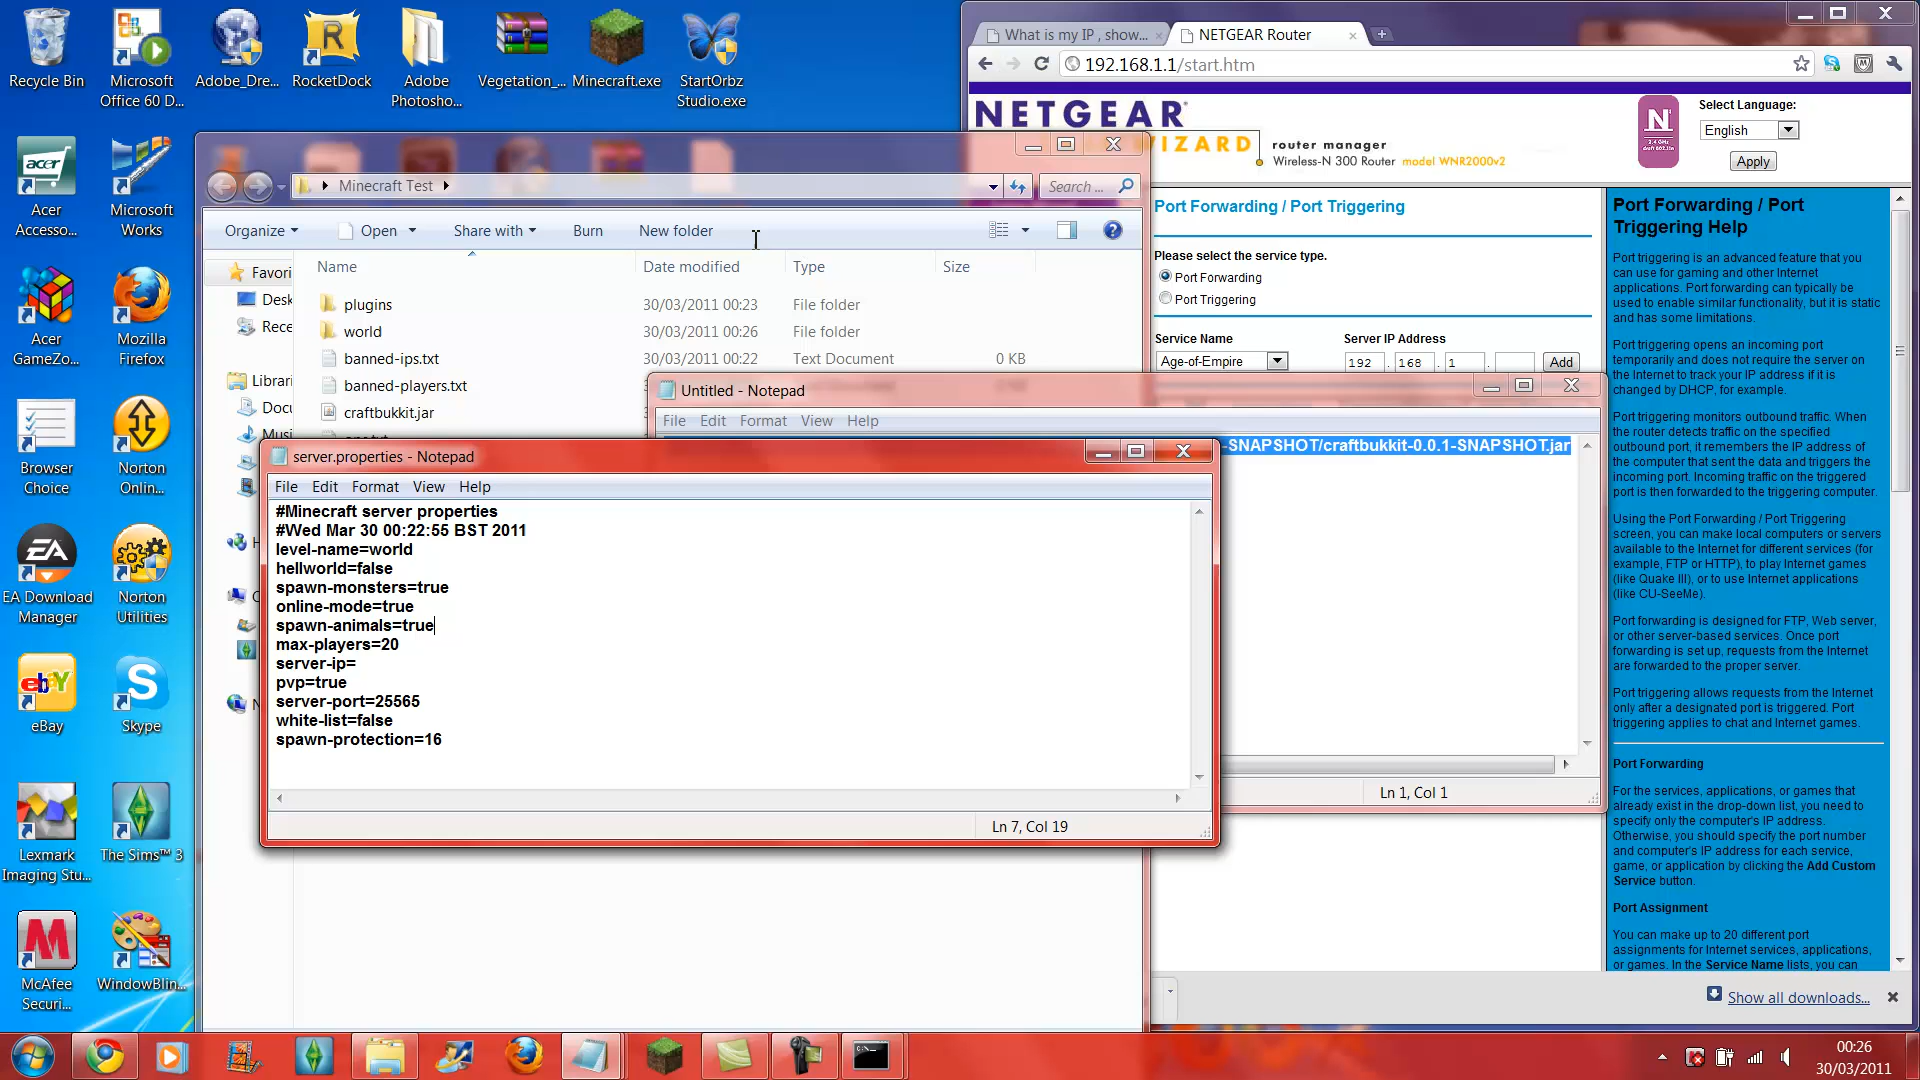 Recycle Bin
Microsoft
Office 60 D...
Adobe_Dre...
RocketDock
Adobe
Photosho...
Vegetation_...
Minecraft.exe
StartOrbz
Studio.exe
Acer
Accesso...
Microsoft
Works
Acer
GameZo...
Mozilla
Firefox
Browser
Choice
Norton
Onlin...
EA Download
Manager
Norton
Utilities
eBay
Skype
Lexmark
Imaging Stu...
The Sims™ 3
McAfee
Securi...
WindowBlin...
What is my IP , show...
NETGEAR Router
192.168.1.1/start.htm
NETGEAR
WIZARD
router manager
Wireless-N 300 Router model WNR2000v2
Select Language:
English
Apply
Minecraft Test
Search ...
Organize
Open
Share with
Burn
New folder
Name
Date modified
Type
Size
Favori
Desk
Rece
Librari
Docu
Musi
plugins 30/03/2011 00:23 File folder
world 30/03/2011 00:26 File folder
banned-ips.txt 30/03/2011 00:22 Text Document 0 KB
banned-players.txt
craftbukkit.jar
Port Forwarding / Port Triggering
Please select the service type.
Port Forwarding
Port Triggering
Service Name
Server IP Address
Age-of-Empire
192 . 168 . 1 .
Add
Untitled - Notepad
File Edit Format View Help
-SNAPSHOT/craftbukkit-0.0.1-SNAPSHOT.jar
Ln 1, Col 1
server.properties - Notepad
File Edit Format View Help
#Minecraft server properties
#Wed Mar 30 00:22:55 BST 2011
level-name=world
hellworld=false
spawn-monsters=true
online-mode=true
spawn-animals=true
max-players=20
server-ip=
pvp=true
server-port=25565
white-list=false
spawn-protection=16
Ln 7, Col 19
Port Forwarding / Port
Triggering Help
Port triggering is an advanced feature that you
can use for gaming and other Internet
applications. Port forwarding can typically be
used to enable similar functionality, but it is static
and has some limitations.
Port triggering opens an incoming port
temporarily and does not require the server on
the Internet to track your IP address if it is
changed by DHCP, for example.
Port triggering monitors outbound traffic. When
the router detects traffic on the specified
outbound port, it remembers the IP address of
the computer that sent the data and triggers the
incoming port. Incoming traffic on the triggered
port is then forwarded to the triggering computer.
Using the Port Forwarding / Port Triggering
screen, you can make local computers or servers
available to the Internet for different services (for
example, FTP or HTTP), to play Internet games
(like Quake III), or to use Internet applications
(like CU-SeeMe).
Port forwarding is designed for FTP, Web server,
or other server-based services. Once port
forwarding is set up, requests from the Internet
are forwarded to the proper server.
Port triggering allows requests from the Internet
only after a designated port is triggered. Port
triggering applies to chat and Internet games.
Port Forwarding
For the services, applications, or games that
already exist in the drop-down list, you need to
specify only the computer's IP address.
Otherwise, you should specify the port number
and computer's IP address for each service,
game, or application by clicking the Add Custom
Service button.
Port Assignment
You can make up to 20 different port
assignments for Internet services, applications,
or games. In the Service Name lists, you can
Show all downloads...
00:26
30/03/2011